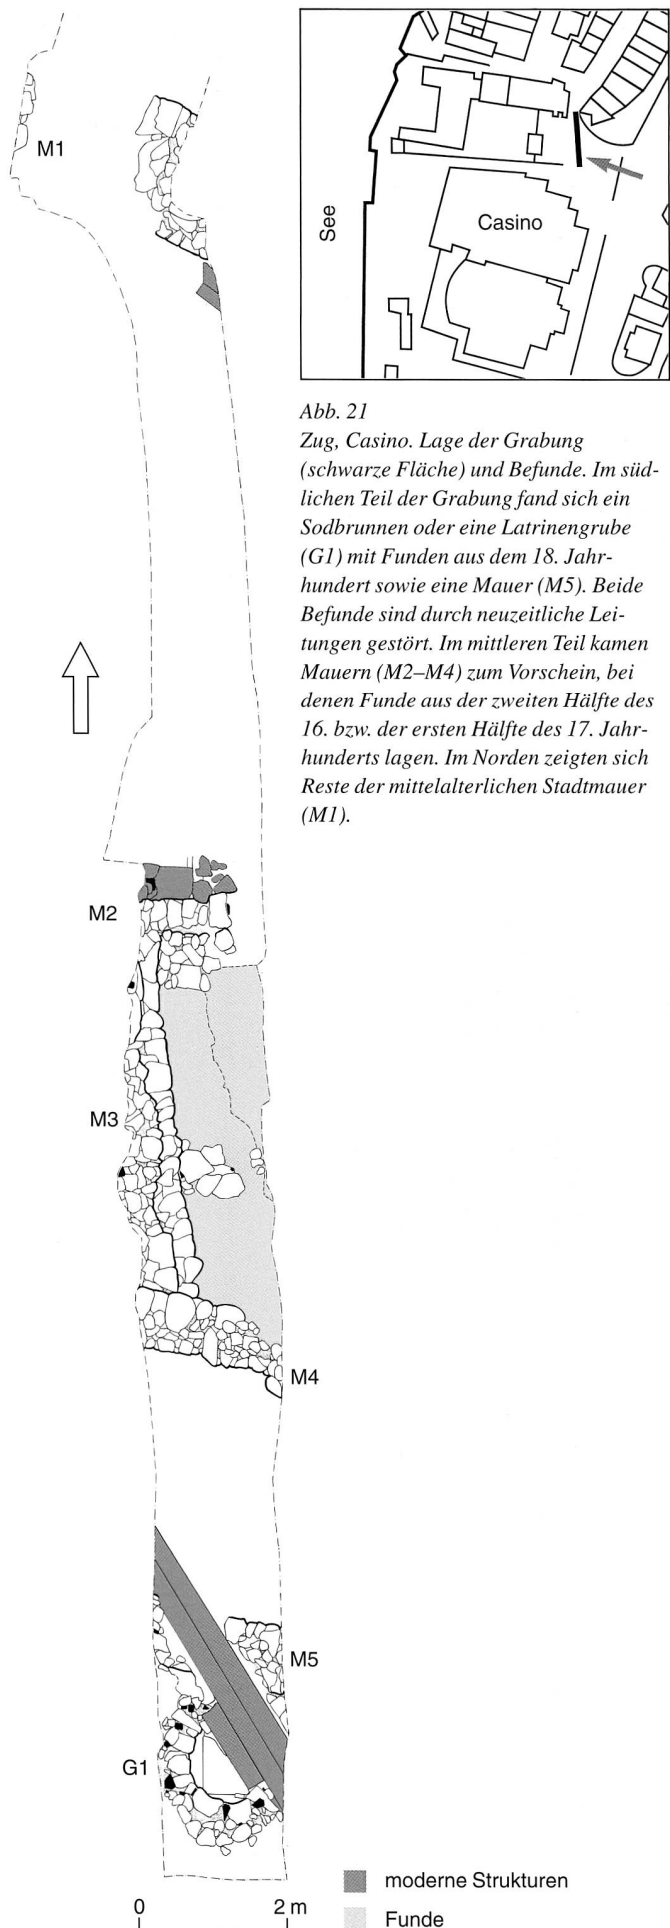 See
Casino
Abb. 21
Zug, Casino. Lage der Grabung
(schwarze Fläche) und Befunde. Im süd-
lichen Teil der Grabung fand sich ein
Sodbrunnen oder eine Latrinengrube
(G1) mit Funden aus dem 18. Jahr-
hundert sowie eine Mauer (M5). Beide
Befunde sind durch neuzeitliche Lei-
tungen gestört. Im mittleren Teil kamen
Mauern (M2–M4) zum Vorschein, bei
denen Funde aus der zweiten Hälfte des
16. bzw. der ersten Hälfte des 17. Jahr-
hunderts lagen. Im Norden zeigten sich
Reste der mittelalterlichen Stadtmauer
(M1).
M1
M2
M3
M4
M5
G1
moderne Strukturen
Funde
0 2 m